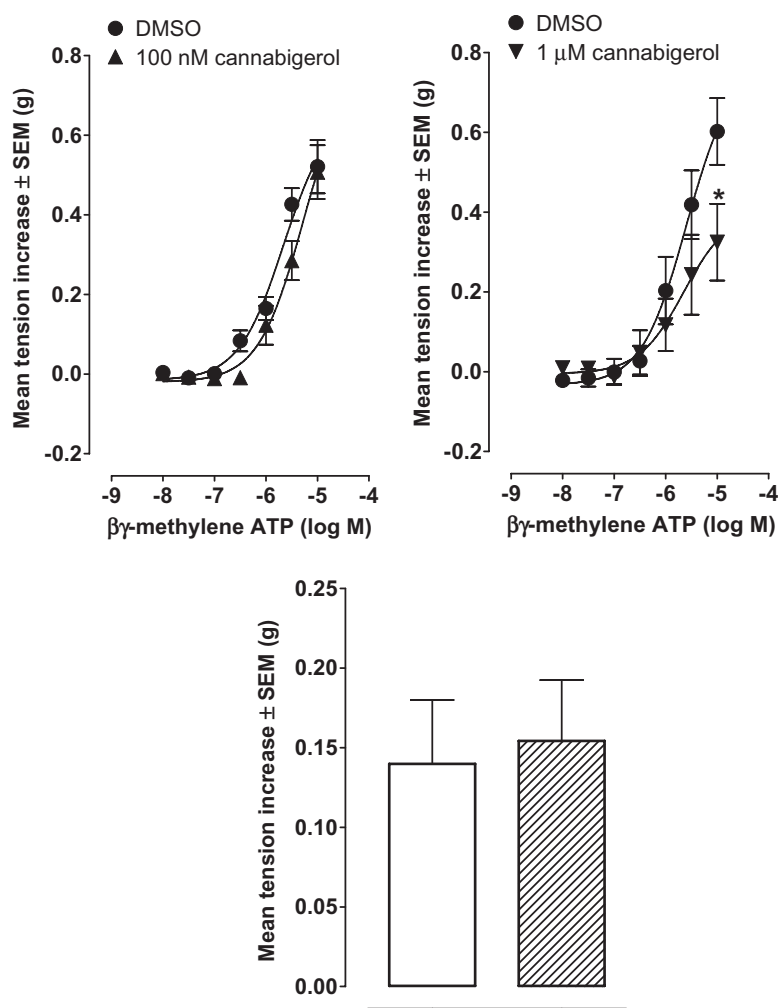 DMSO
100 nM cannabigerol
Mean tension increase ± SEM (g)
0.8
0.6
0.4
0.2
0.0
-0.2
-9 -8 -7 -6 -5 -4
βγ-methylene ATP (log M)
DMSO
1 μM cannabigerol
Mean tension increase ± SEM (g)
0.8
0.6
0.4
0.2
0.0
-0.2
*
-9 -8 -7 -6 -5 -4
βγ-methylene ATP (log M)
Mean tension increase ± SEM (g)
0.25
0.20
0.15
0.10
0.05
0.00